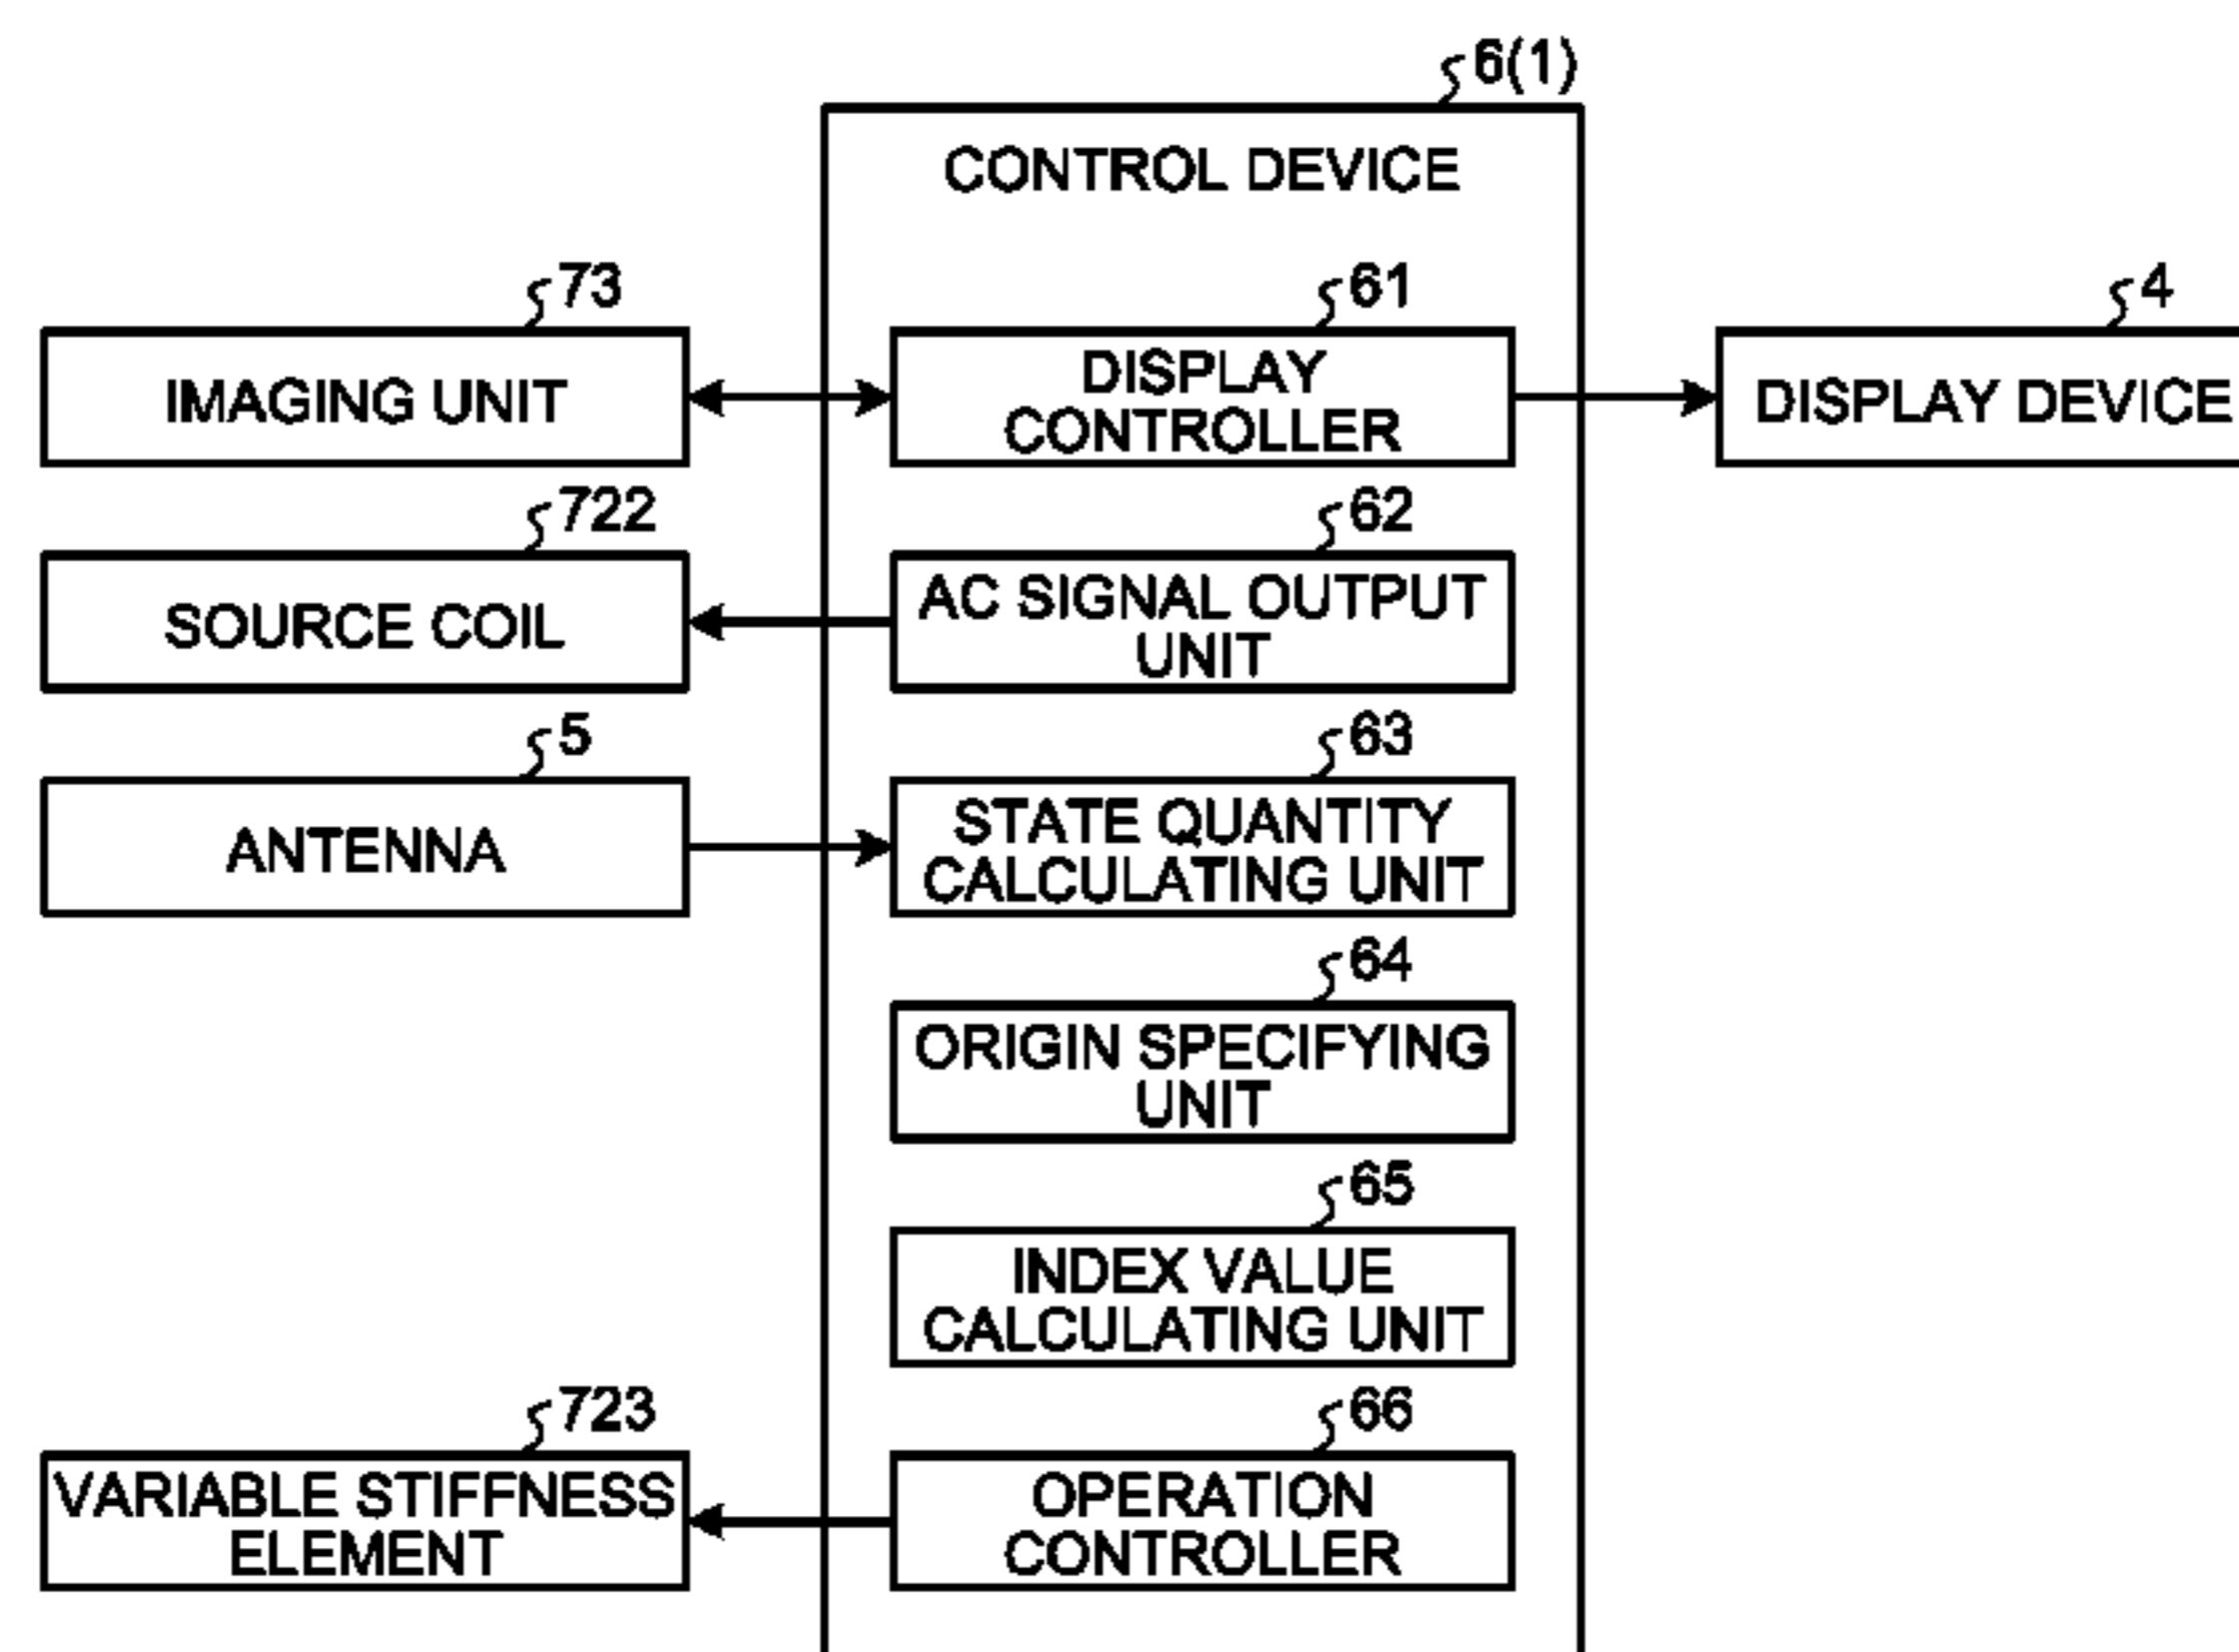 6(1)
CONTROL DEVICE
73
61
4
IMAGING UNIT
DISPLAY
CONTROLLER
DISPLAY DEVICE
722
62
SOURCE COIL
AC SIGNAL OUTPUT
UNIT
5
63
ANTENNA
STATE QUANTITY
CALCULATING UNIT
64
ORIGIN SPECIFYING
UNIT
65
INDEX VALUE
CALCULATING UNIT
723
66
VARIABLE STIFFNESS
ELEMENT
OPERATION
CONTROLLER